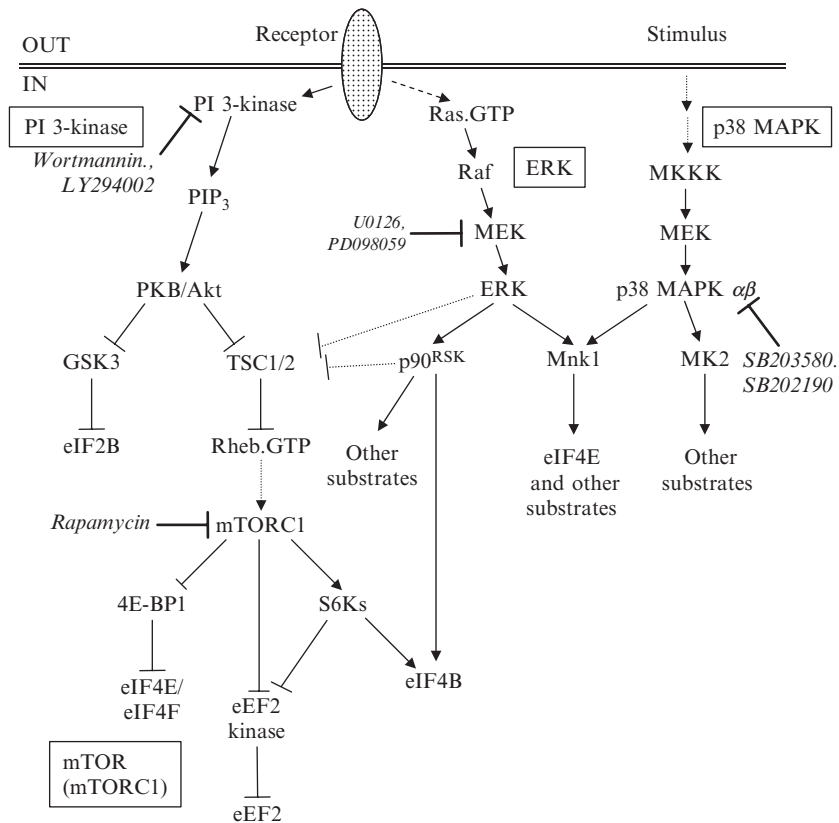 OUT
Receptor
Stimulus
IN
PI 3-kinase
PI 3-kinase
Wortmannin.,
LY294002
PIP3
PKB/Akt
GSK3
eIF2B
TSC1/2
Rheb.GTP
Rapamycin
mTORC1
4E-BP1
eIF4E/
eIF4F
S6Ks
eEF2
kinase
eEF2
eIF4B
mTOR
(mTORC1)
Ras.GTP
Raf
ERK
U0126,
PD098059
MEK
ERK
p90RSK
Other
substrates
Mnk1
eIF4E
and other
substrates
p38 MAPK
MKKK
MEK
p38 MAPK αβ
MK2
SB203580.
SB202190
Other
substrates